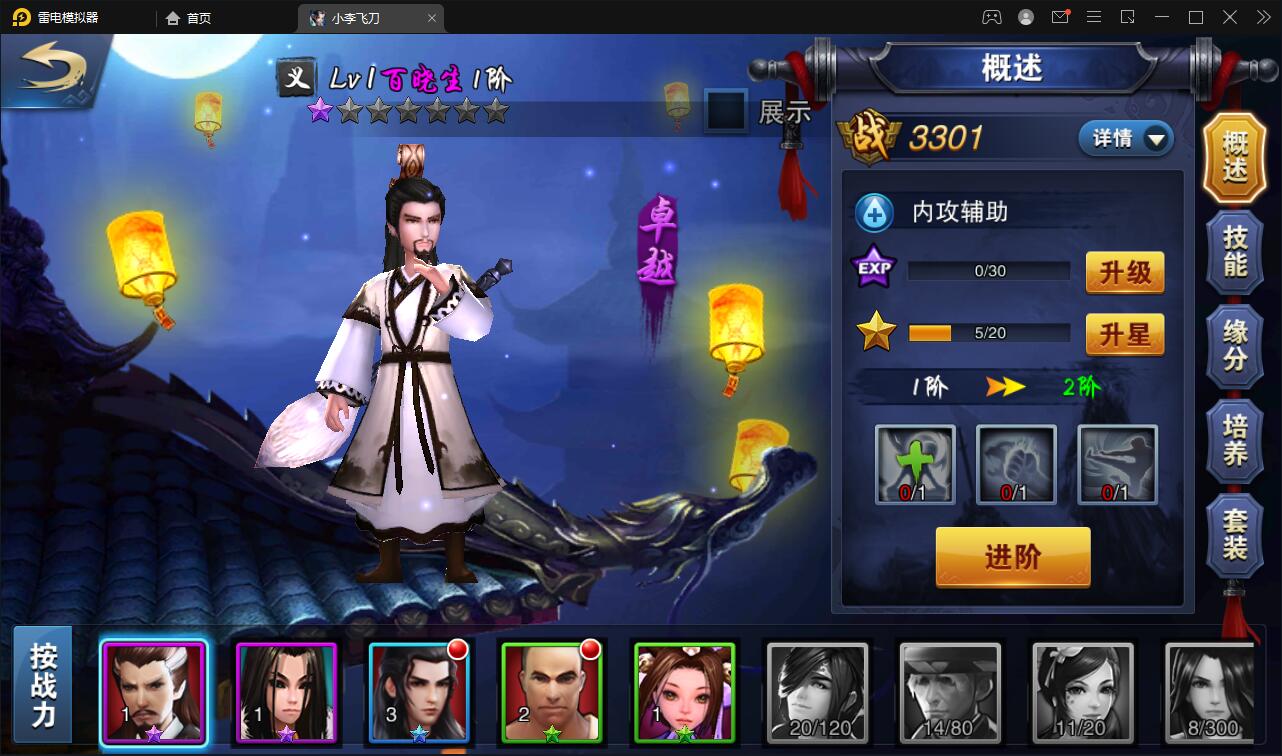 雷电模拟器
首页
小李飞刀
义 Lv1百晓生 1阶
展示
卓越
概述
战 3301
详情
内攻辅助
EXP 0/30 升级
5/20 升星
1阶 2阶
0/1 0/1 0/1
进阶
概述
技能
缘分
培养
套装
按战力
1 1 3 2 1 20/120 14/80 11/20 8/300